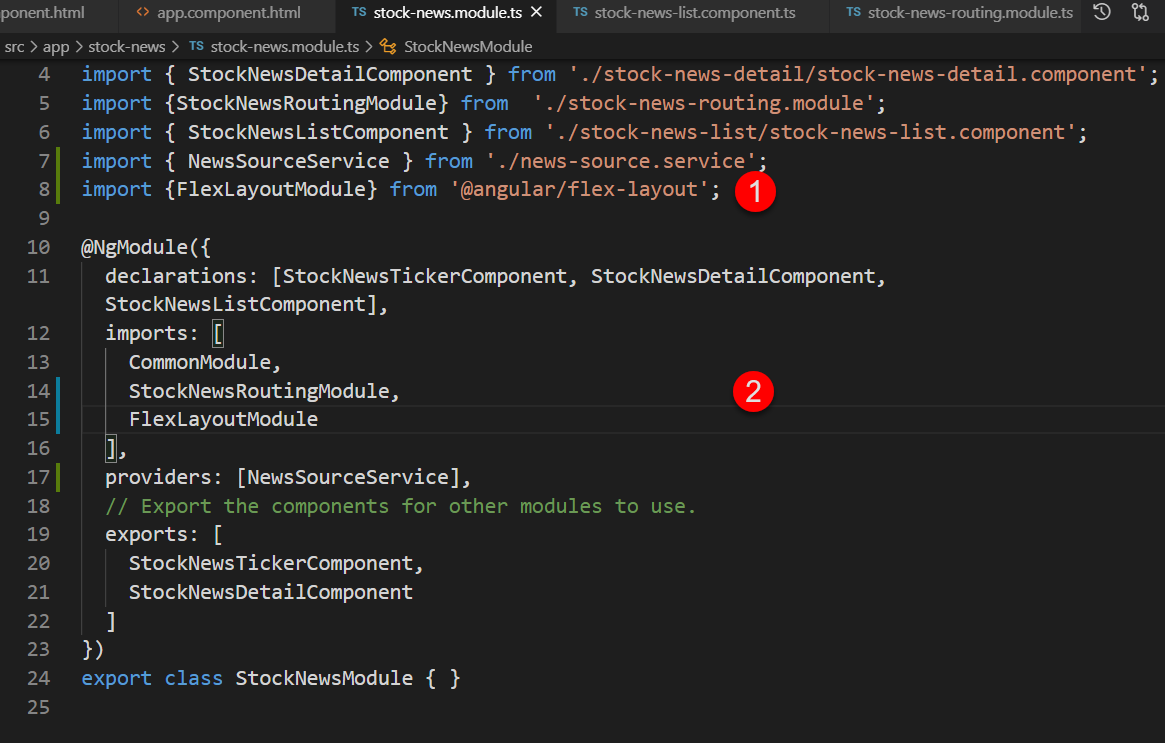 ponent.html <> app.component.html TS stock-news.module.ts × TS stock-news-list.component.ts TS stock-news-routing.module.ts
src > app > stock-news > TS stock-news.module.ts > StockNewsModule
4 import { StockNewsDetailComponent } from './stock-news-detail/stock-news-detail.component';
5 import {StockNewsRoutingModule} from  './stock-news-routing.module';
6 import { StockNewsListComponent } from './stock-news-list/stock-news-list.component';
7 import { NewsSourceService } from './news-source.service';
8 import {FlexLayoutModule} from '@angular/flex-layout'; 1
9
10 @NgModule({
11   declarations: [StockNewsTickerComponent, StockNewsDetailComponent,
  StockNewsListComponent],
12   imports: [
13     CommonModule,
14     StockNewsRoutingModule, 2
15     FlexLayoutModule
16   ],
17   providers: [NewsSourceService],
18   // Export the components for other modules to use.
19   exports: [
20     StockNewsTickerComponent,
21     StockNewsDetailComponent
22   ]
23 })
24 export class StockNewsModule { }
25